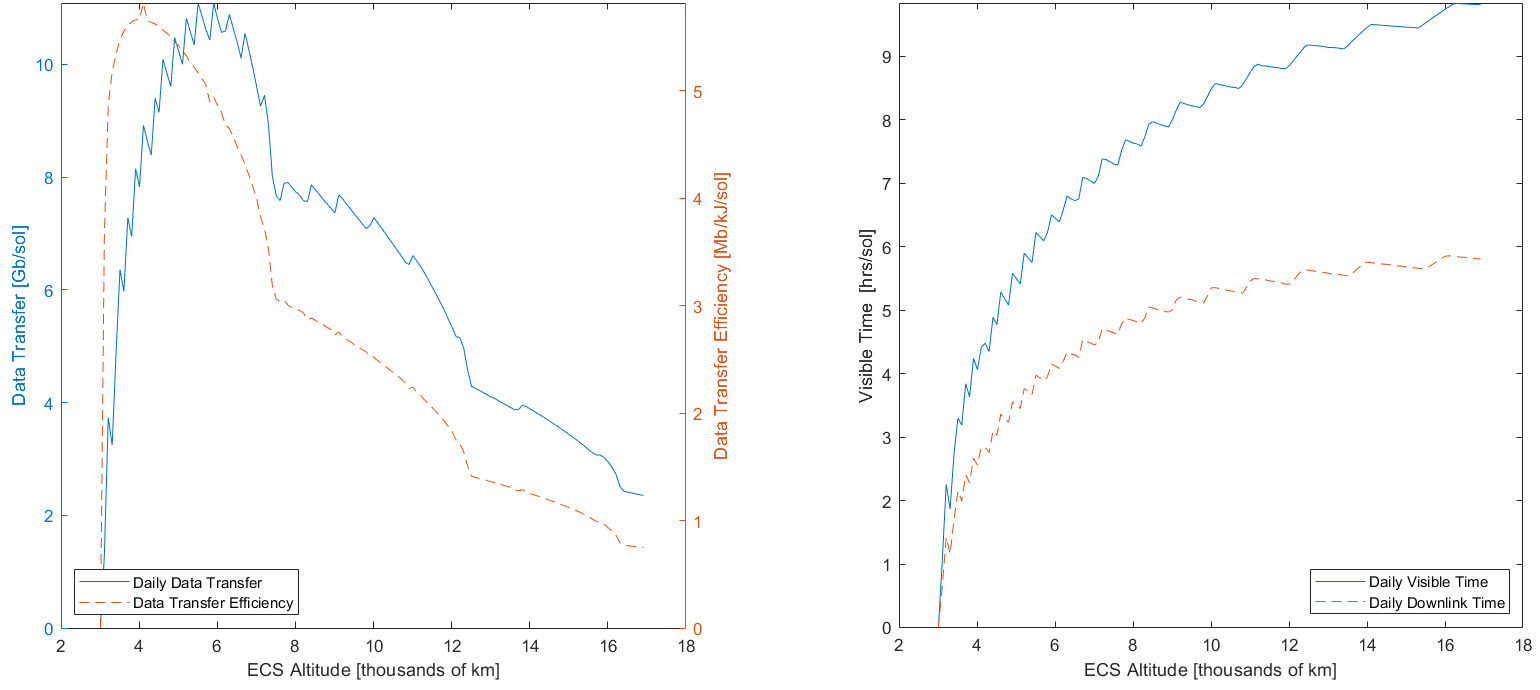 Data Transfer [Gb/sol]
10
8
6
4
2
0
5
4
3
2
1
0
Data Transfer Efficiency [Mb/kJ/sol]
Daily Data Transfer
Data Transfer Efficiency
2 4 6 8 10 12 14 16 18
ECS Altitude [thousands of km]
Visible Time [hrs/sol]
9
8
7
6
5
4
3
2
1
0
Daily Visible Time
Daily Downlink Time
2 4 6 8 10 12 14 16 18
ECS Altitude [thousands of km]